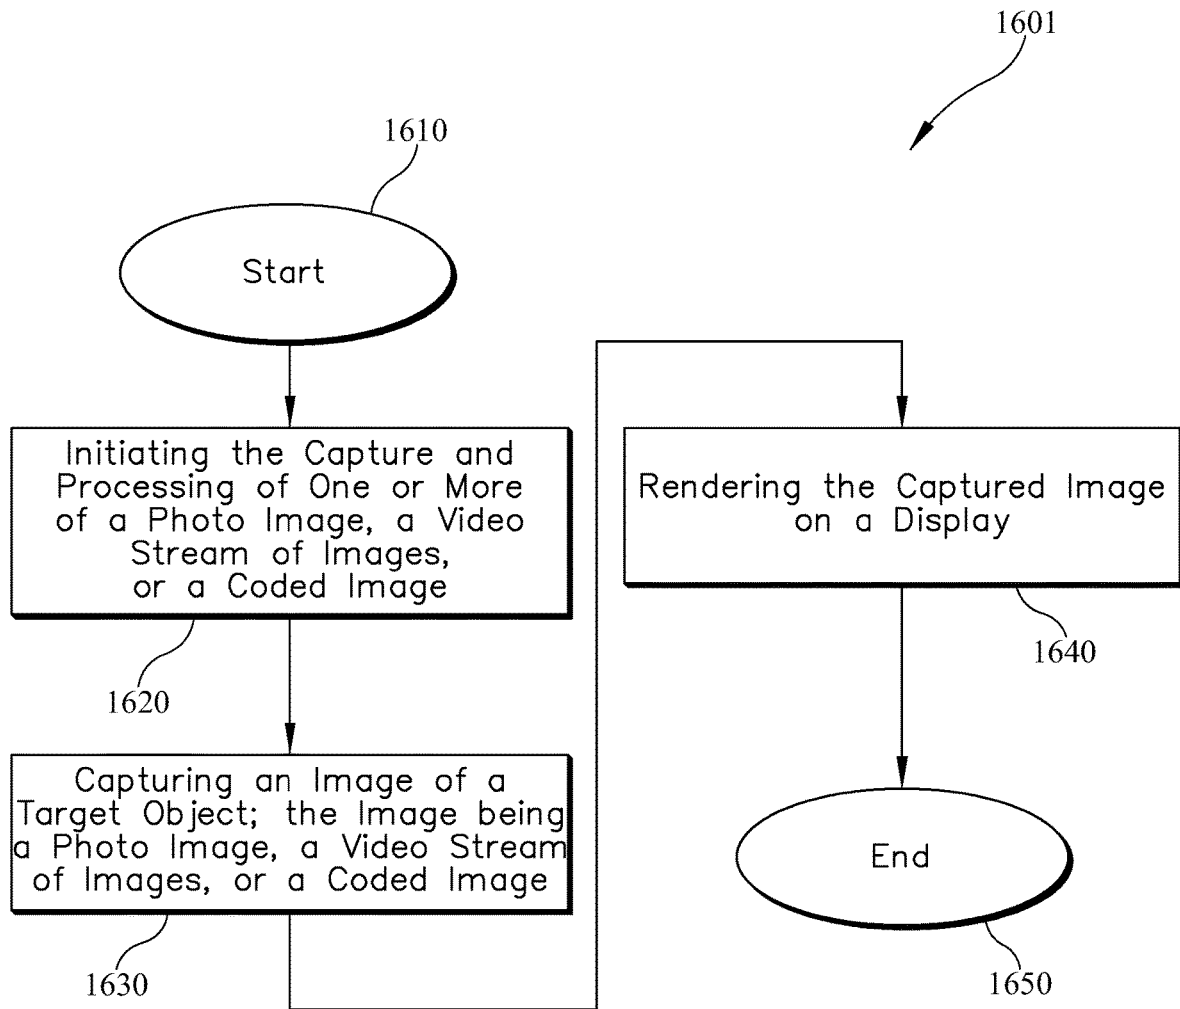 1601
1610
Start
Initiating the Capture and
Processing of One or More
of a Photo Image, a Video
Stream of Images,
or a Coded Image
1620
Capturing an Image of a
Target Object; the Image being
a Photo Image, a Video Stream
of Images, or a Coded Image
1630
Rendering the Captured Image
on a Display
1640
End
1650